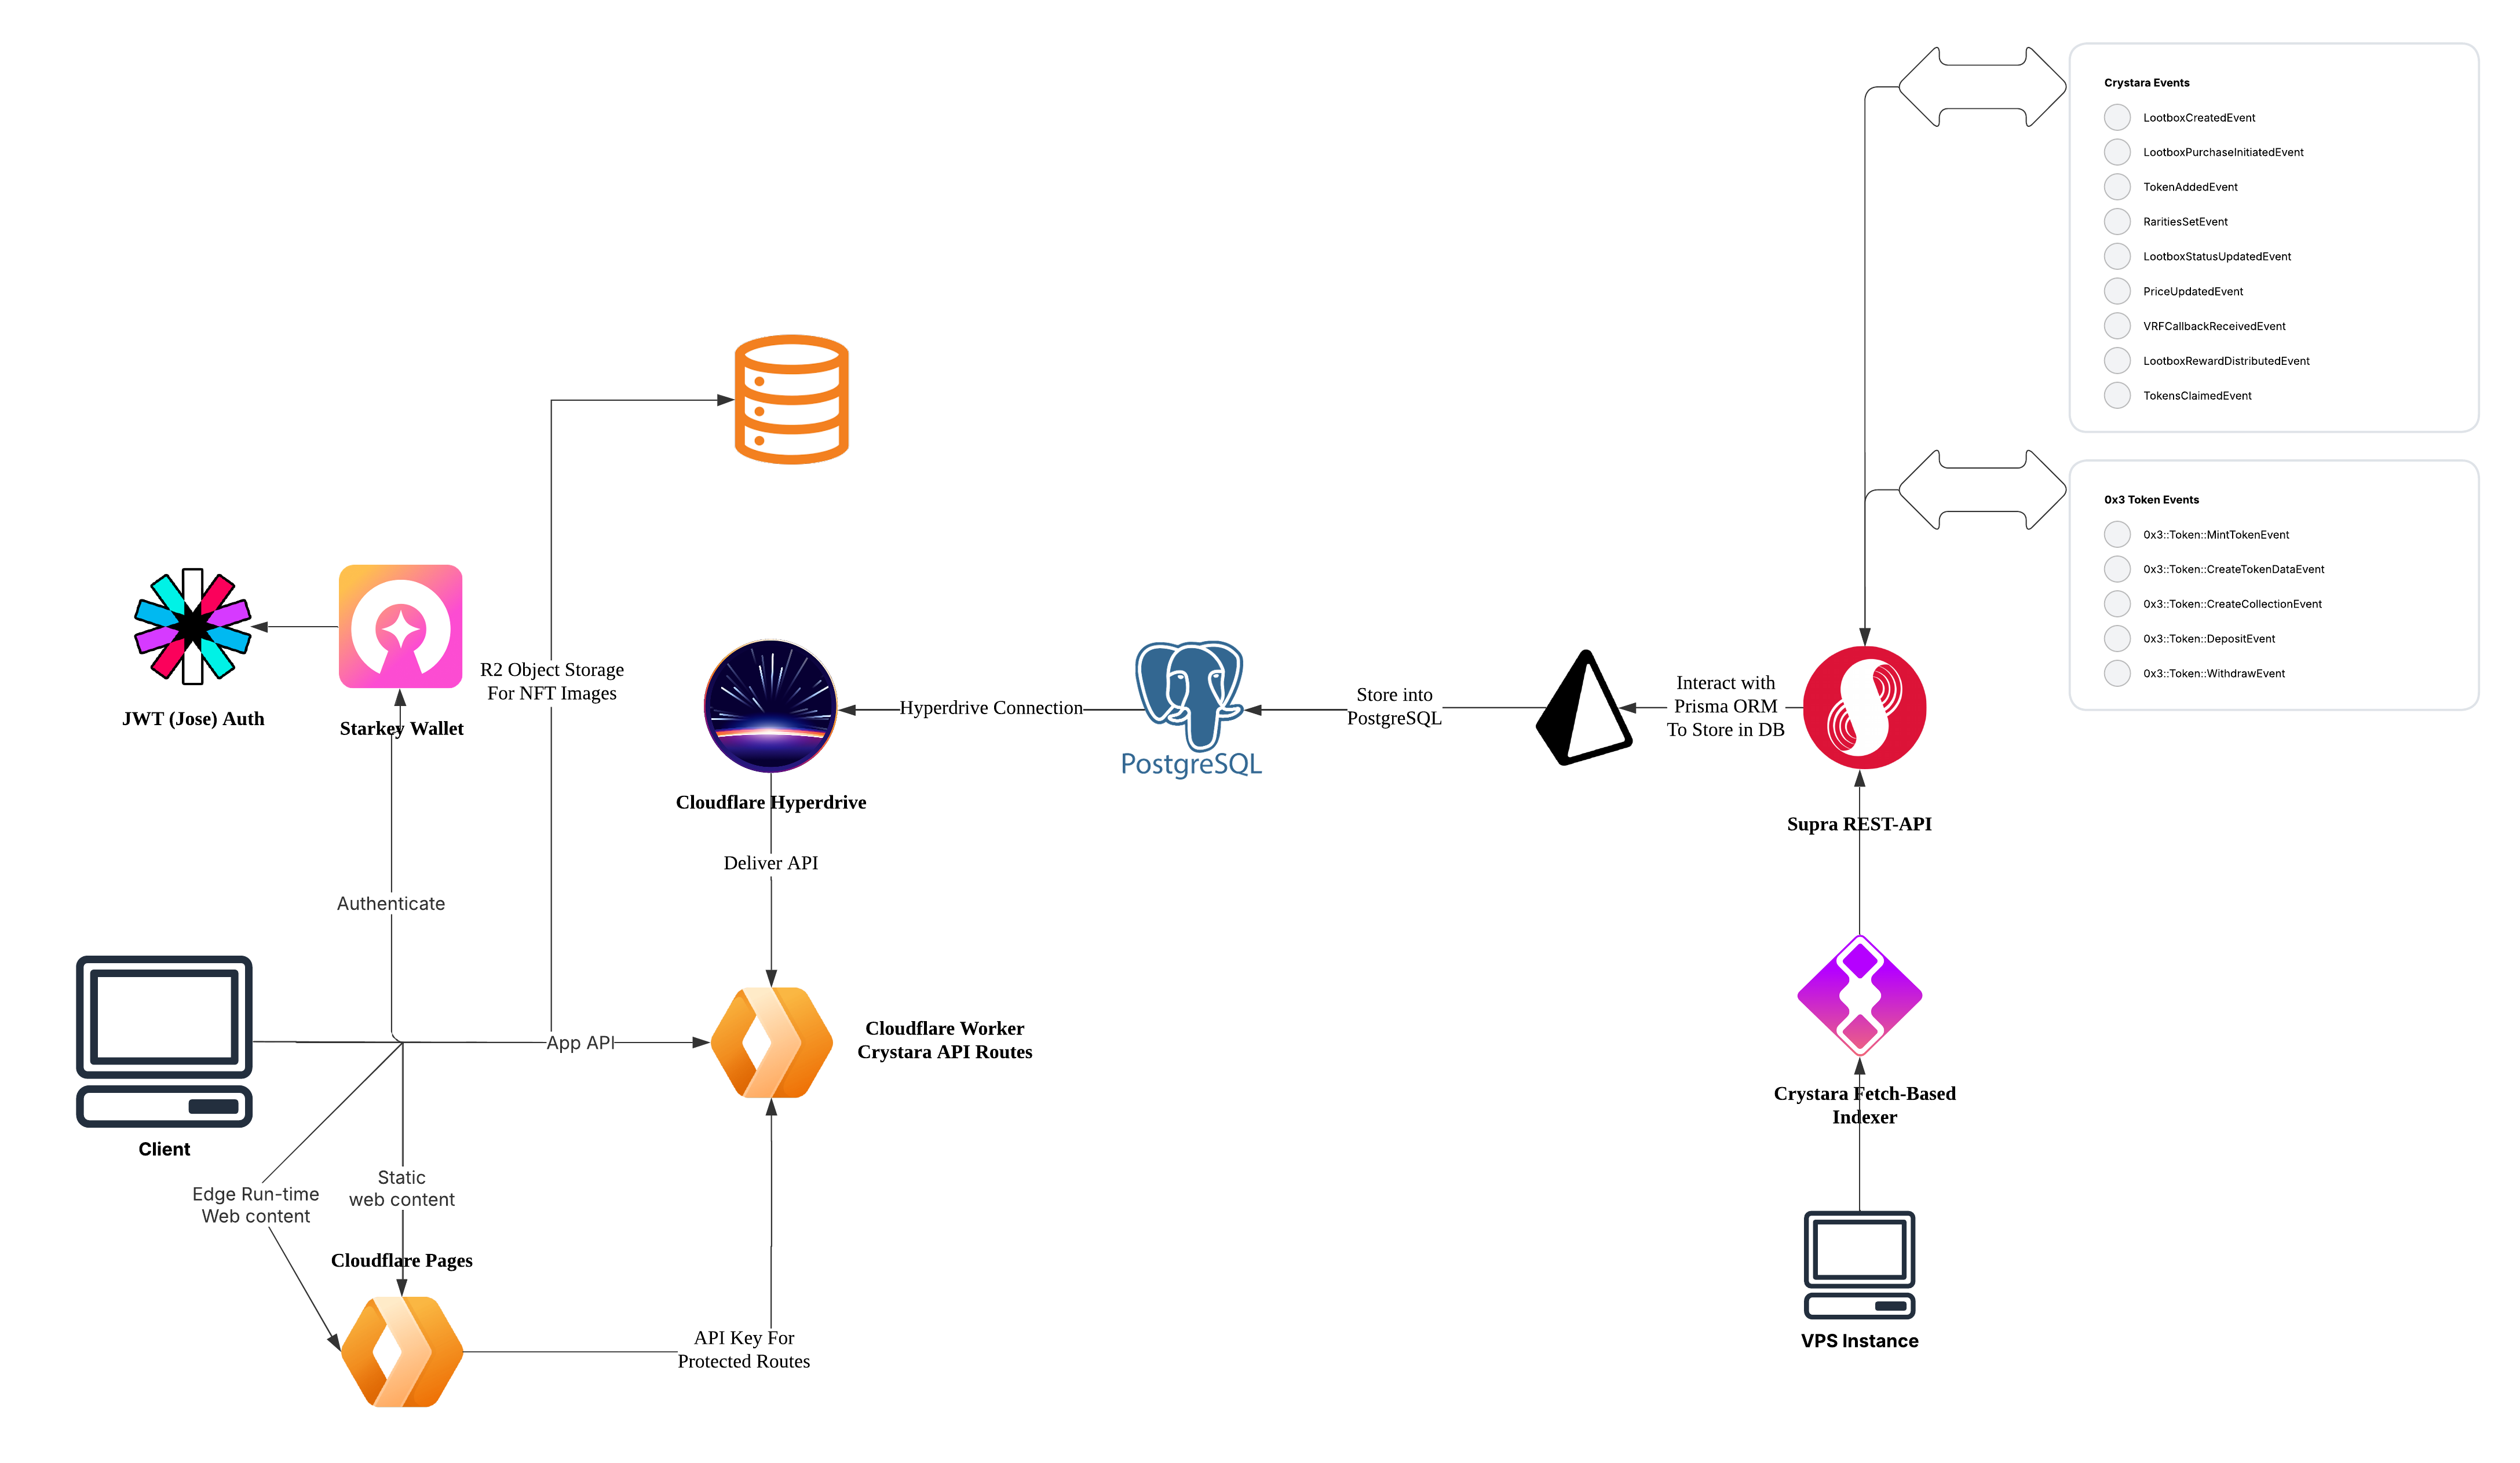 Crystara Events
LootboxCreatedEvent
LootboxPurchaseInitiatedEvent
TokenAddedEvent
RaritiesSetEvent
LootboxStatusUpdatedEvent
PriceUpdatedEvent
VRFCallbackReceivedEvent
LootboxRewardDistributedEvent
TokensClaimedEvent
0x3 Token Events
0x3::Token::MintTokenEvent
0x3::Token::CreateTokenDataEvent
0x3::Token::CreateCollectionEvent
0x3::Token::DepositEvent
0x3::Token::WithdrawEvent
JWT (Jose) Auth
Starkey Wallet
R2 Object Storage
For NFT Images
Cloudflare Hyperdrive
Hyperdrive Connection
PostgreSQL
Store into
PostgreSQL
Interact with
Prisma ORM
To Store in DB
Supra REST-API
Deliver API
Authenticate
Client
App API
Cloudflare Worker
Crystara API Routes
Crystara Fetch-Based
Indexer
Edge Run-time
Web content
Static
web content
Cloudflare Pages
API Key For
Protected Routes
VPS Instance